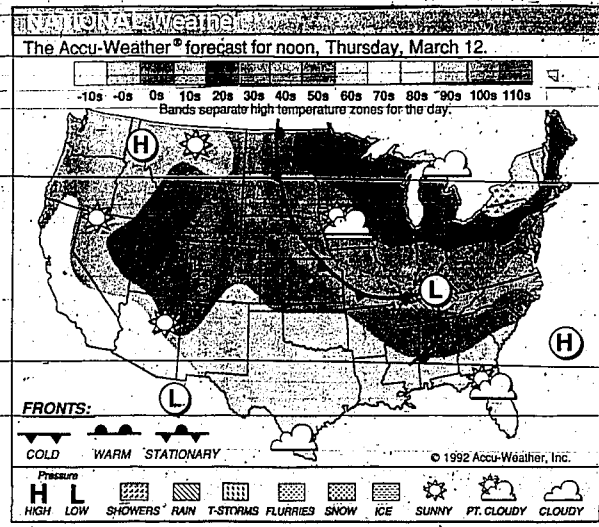 NATIONAL Weather
The Accu-Weather® forecast for noon, Thursday, March 12.
-10s -0s 0s 10s 20s 30s 40s 50s 60s 70s 80s 90s 100s 110s
Bands separate high temperature zones for the day.
H
L
H
L
FRONTS:
COLD WARM STATIONARY
© 1992 Accu-Weather, Inc.
Pressure
H L
HIGH LOW SHOWERS RAIN T-STORMS FLURRIES SNOW ICE SUNNY PT. CLOUDY CLOUDY